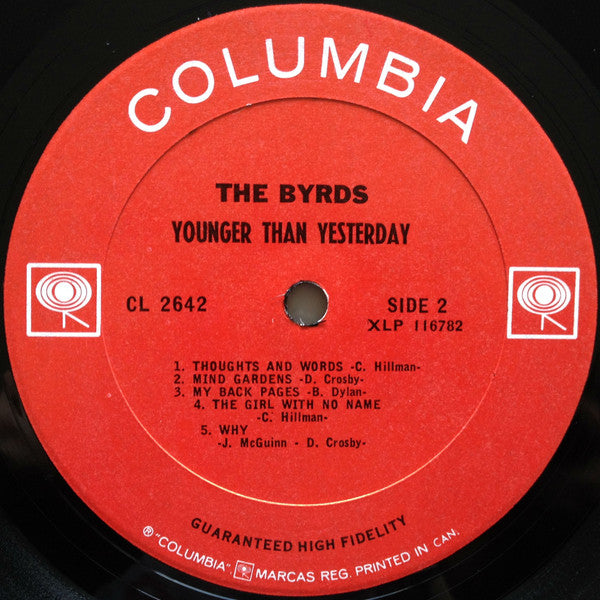 COLUMBIA
THE BYRDS
YOUNGER THAN YESTERDAY
CL 2642
SIDE 2
XLP 116782
1. THOUGHTS AND WORDS -C. Hillman-
2. MIND GARDENS -D. Crosby-
3. MY BACK PAGES -B. Dylan-
4. THE GIRL WITH NO NAME
-C. Hillman-
5. WHY
-J. McGuinn - D. Crosby-
GUARANTEED HIGH FIDELITY
® "COLUMBIA", MARCAS REG. PRINTED IN CAN.